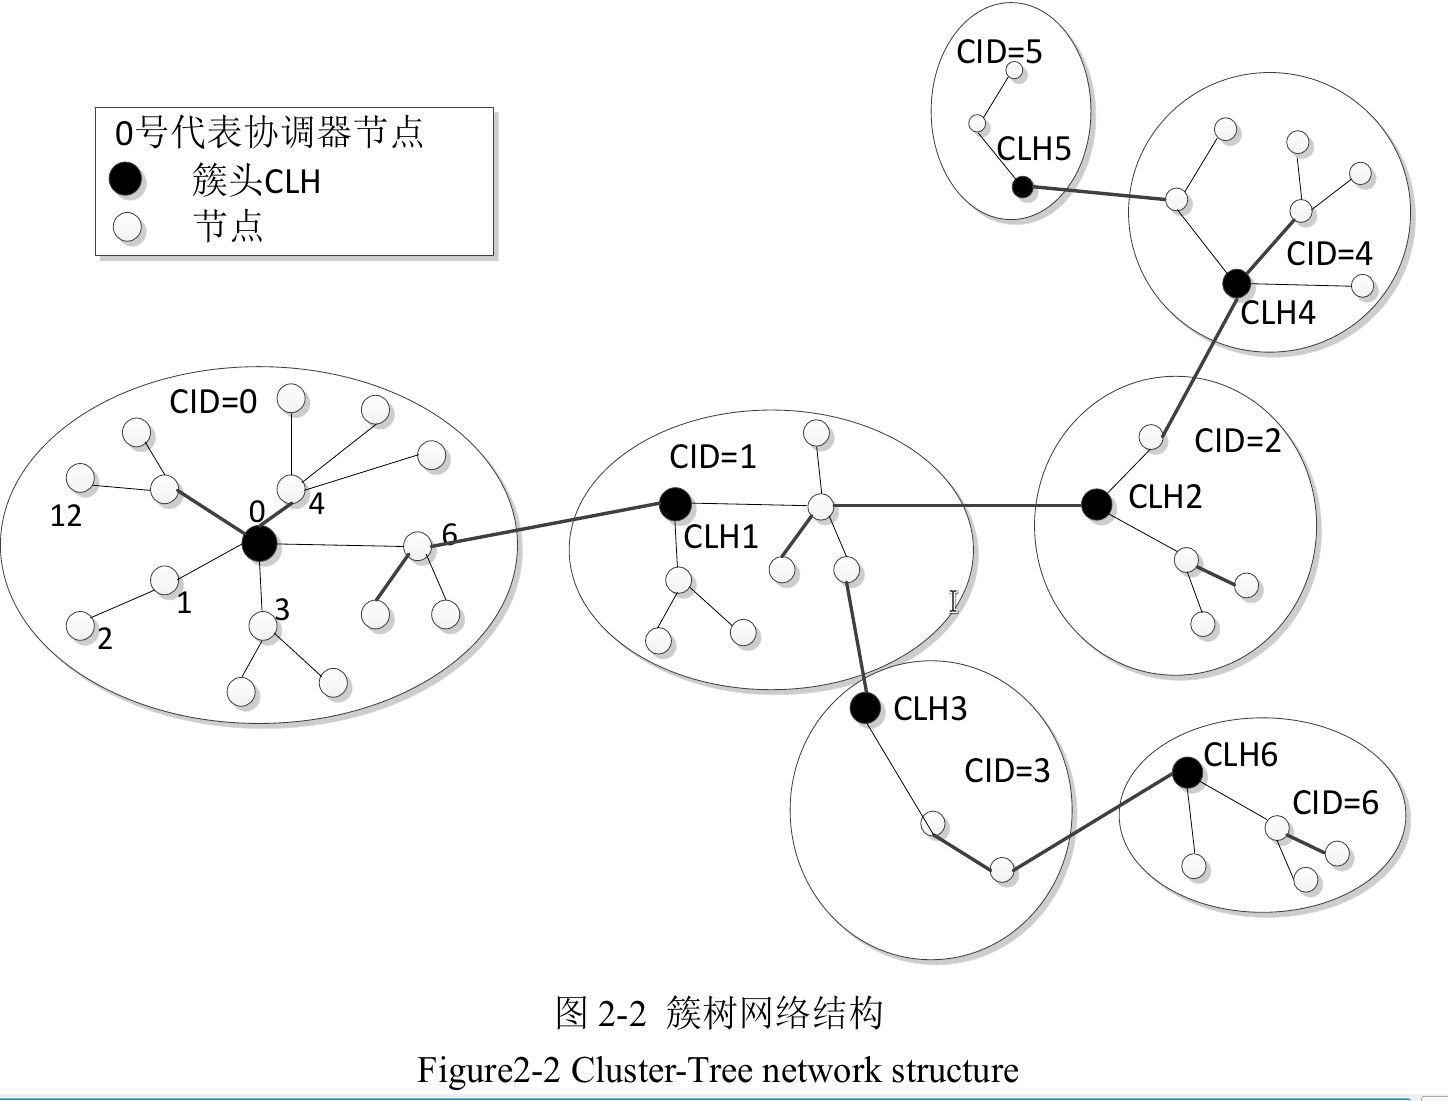 CID=5
0号代表协调器节点
簇头CLH
节点
CLH5
CID=4
CLH4
CID=0
CID=1
CID=2
CLH2
12
0
4
6
CLH1
1
2
3
CLH3
CID=3
CLH6
CID=6
图 2-2 簇树网络结构
Figure2-2 Cluster-Tree network structure